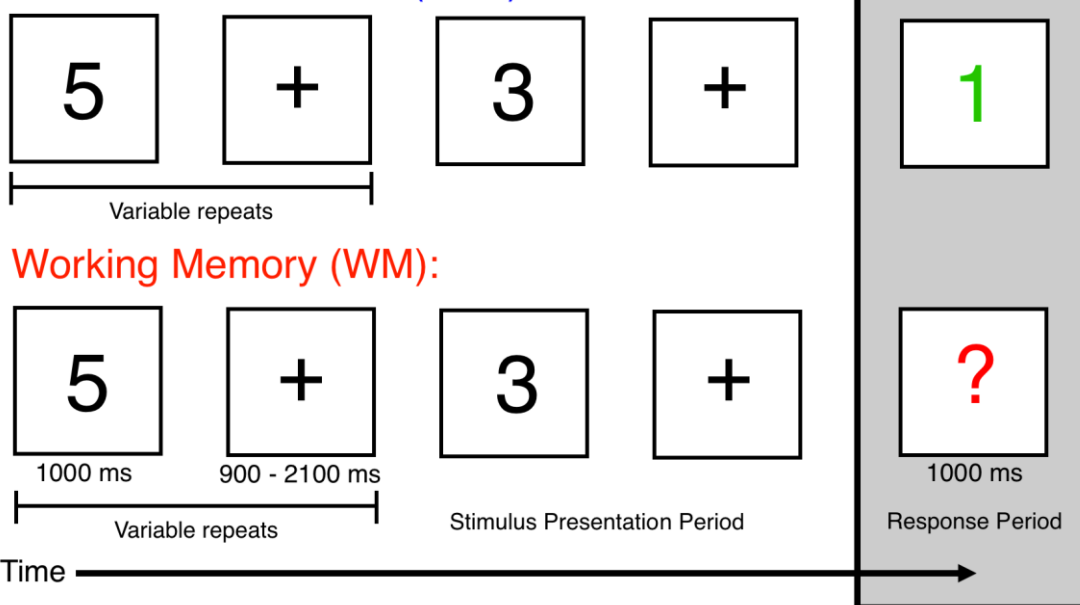 5 + 3 + 1
Variable repeats
Working Memory (WM):
5 + 3 + ?
1000 ms 900 - 2100 ms 1000 ms
Variable repeats Stimulus Presentation Period Response Period
Time